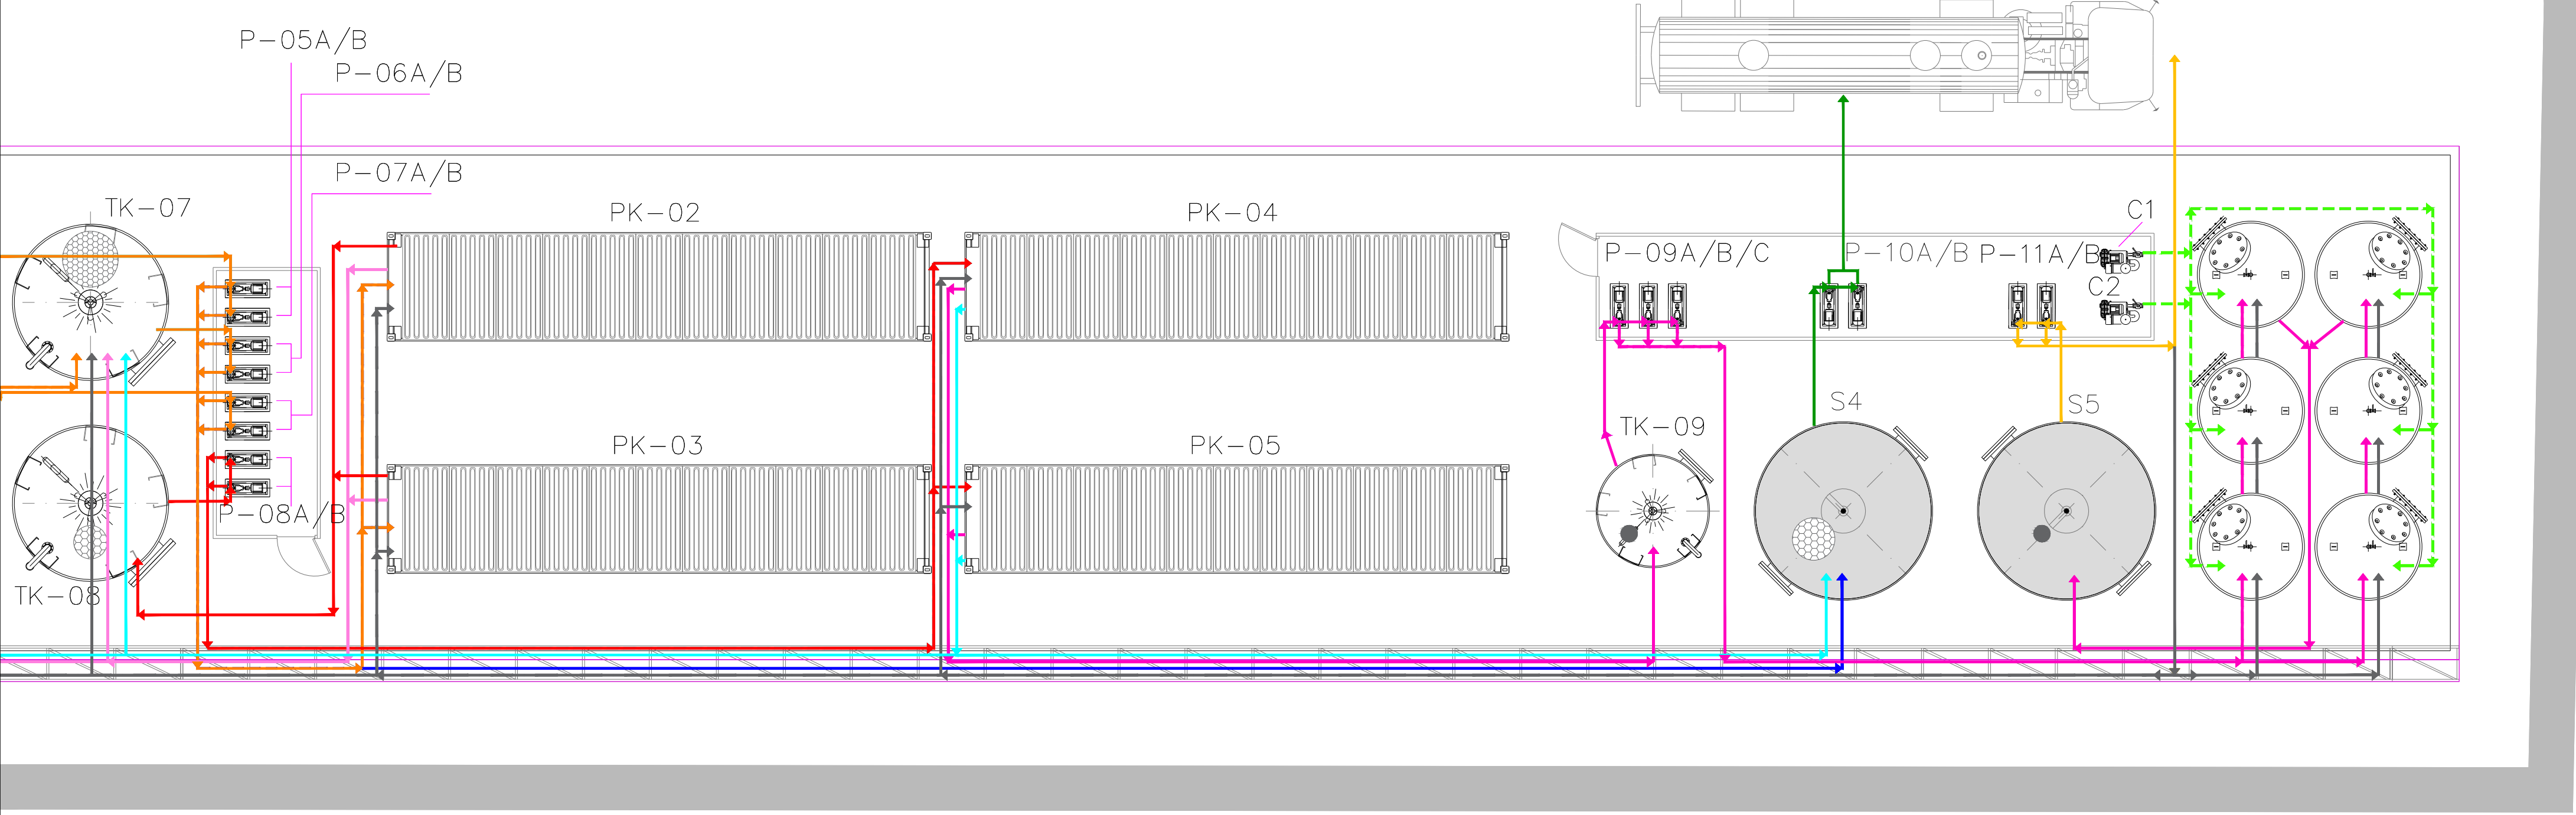 P-05A/B
P-06A/B
P-07A/B
TK-07
PK-02
PK-04
C1
P-09A/B/C
P-10A/B
P-11A/B
C2
S4
S5
TK-09
PK-03
PK-05
P-08A/B
TK-08